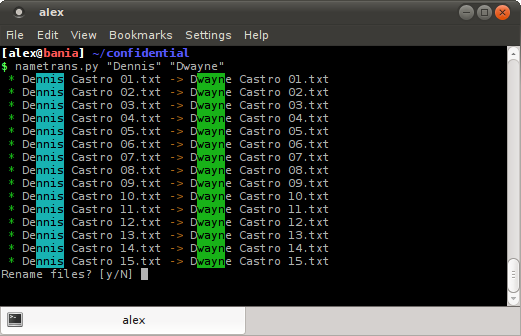 alex
File Edit View Bookmarks Settings Help
[alex@bania] ~/confidential
$ nametrans.py "Dennis" "Dwayne"
* Dennis Castro 01.txt -> Dwayne Castro 01.txt
* Dennis Castro 02.txt -> Dwayne Castro 02.txt
* Dennis Castro 03.txt -> Dwayne Castro 03.txt
* Dennis Castro 04.txt -> Dwayne Castro 04.txt
* Dennis Castro 05.txt -> Dwayne Castro 05.txt
* Dennis Castro 06.txt -> Dwayne Castro 06.txt
* Dennis Castro 07.txt -> Dwayne Castro 07.txt
* Dennis Castro 08.txt -> Dwayne Castro 08.txt
* Dennis Castro 09.txt -> Dwayne Castro 09.txt
* Dennis Castro 10.txt -> Dwayne Castro 10.txt
* Dennis Castro 11.txt -> Dwayne Castro 11.txt
* Dennis Castro 12.txt -> Dwayne Castro 12.txt
* Dennis Castro 13.txt -> Dwayne Castro 13.txt
* Dennis Castro 14.txt -> Dwayne Castro 14.txt
* Dennis Castro 15.txt -> Dwayne Castro 15.txt
Rename files? [y/N]
alex